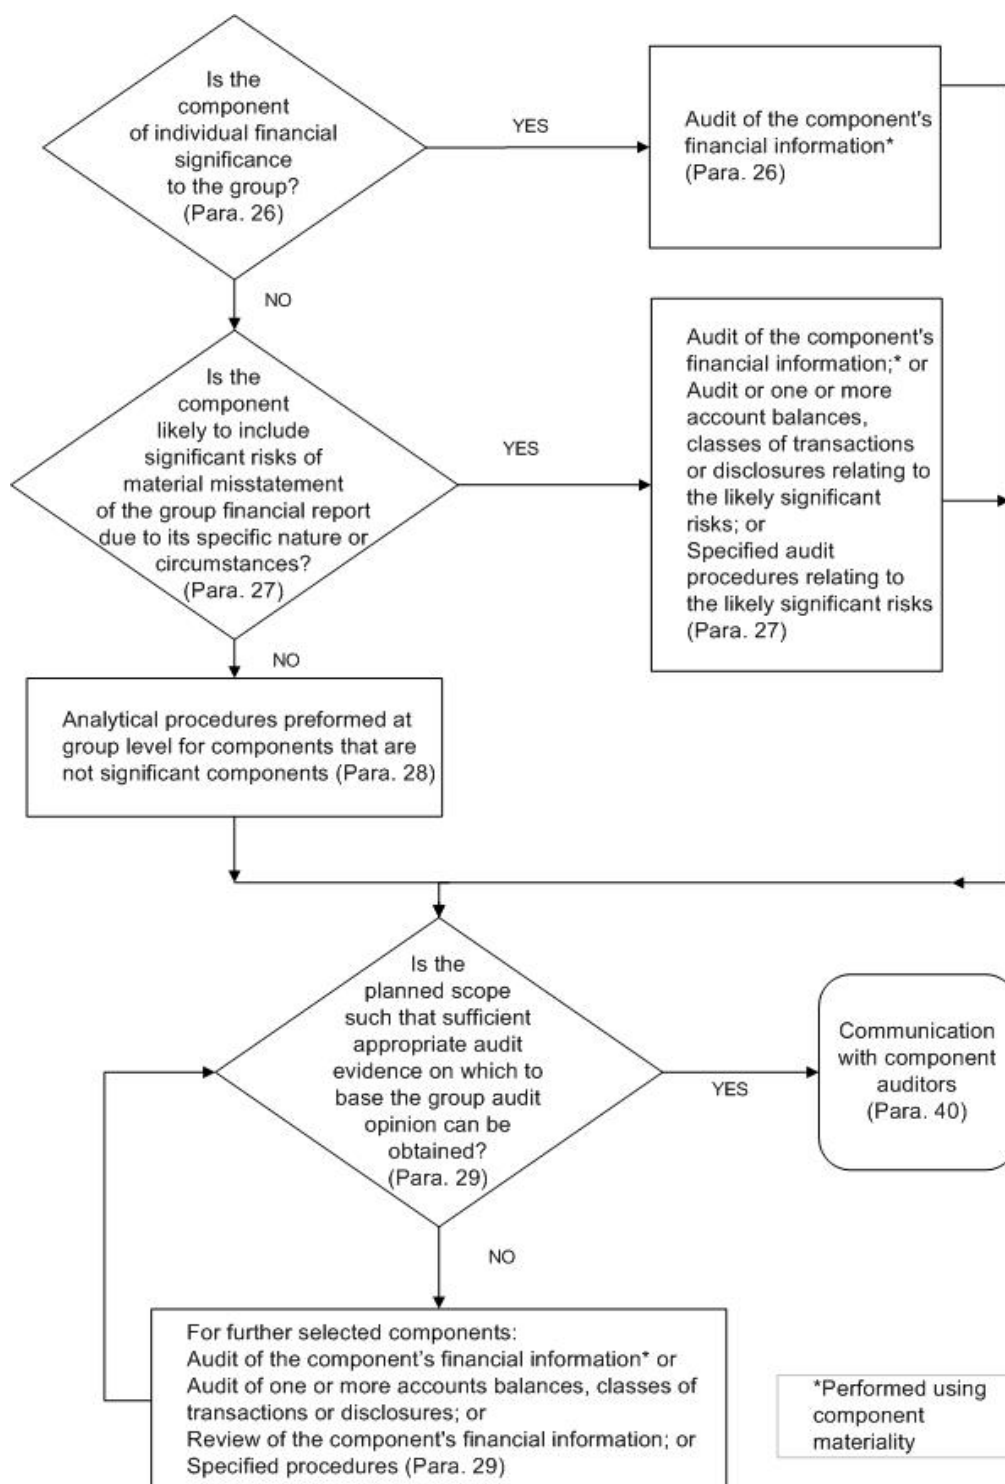 Is the
component
of individual financial
significance
to the group?
(Para. 26)
YES
Audit of the component's
financial information*
(Para. 26)
NO
Is the
component
likely to include
significant risks of
material misstatement
of the group financial report
due to its specific nature or
circumstances?
(Para. 27)
YES
Audit of the component's
financial information;* or
Audit or one or more
account balances,
classes of transactions
or disclosures relating to
the likely significant
risks; or
Specified audit
procedures relating to
the likely significant risks
(Para. 27)
NO
Analytical procedures preformed at
group level for components that are
not significant components (Para. 28)
Is the
planned scope
such that sufficient
appropriate audit
evidence on which to
base the group audit
opinion can be
obtained?
(Para. 29)
YES
Communication
with component
auditors
(Para. 40)
NO
For further selected components:
Audit of the component's financial information* or
Audit of one or more accounts balances, classes of
transactions or disclosures; or
Review of the component's financial information; or
Specified procedures (Para. 29)
*Performed using
component
materiality